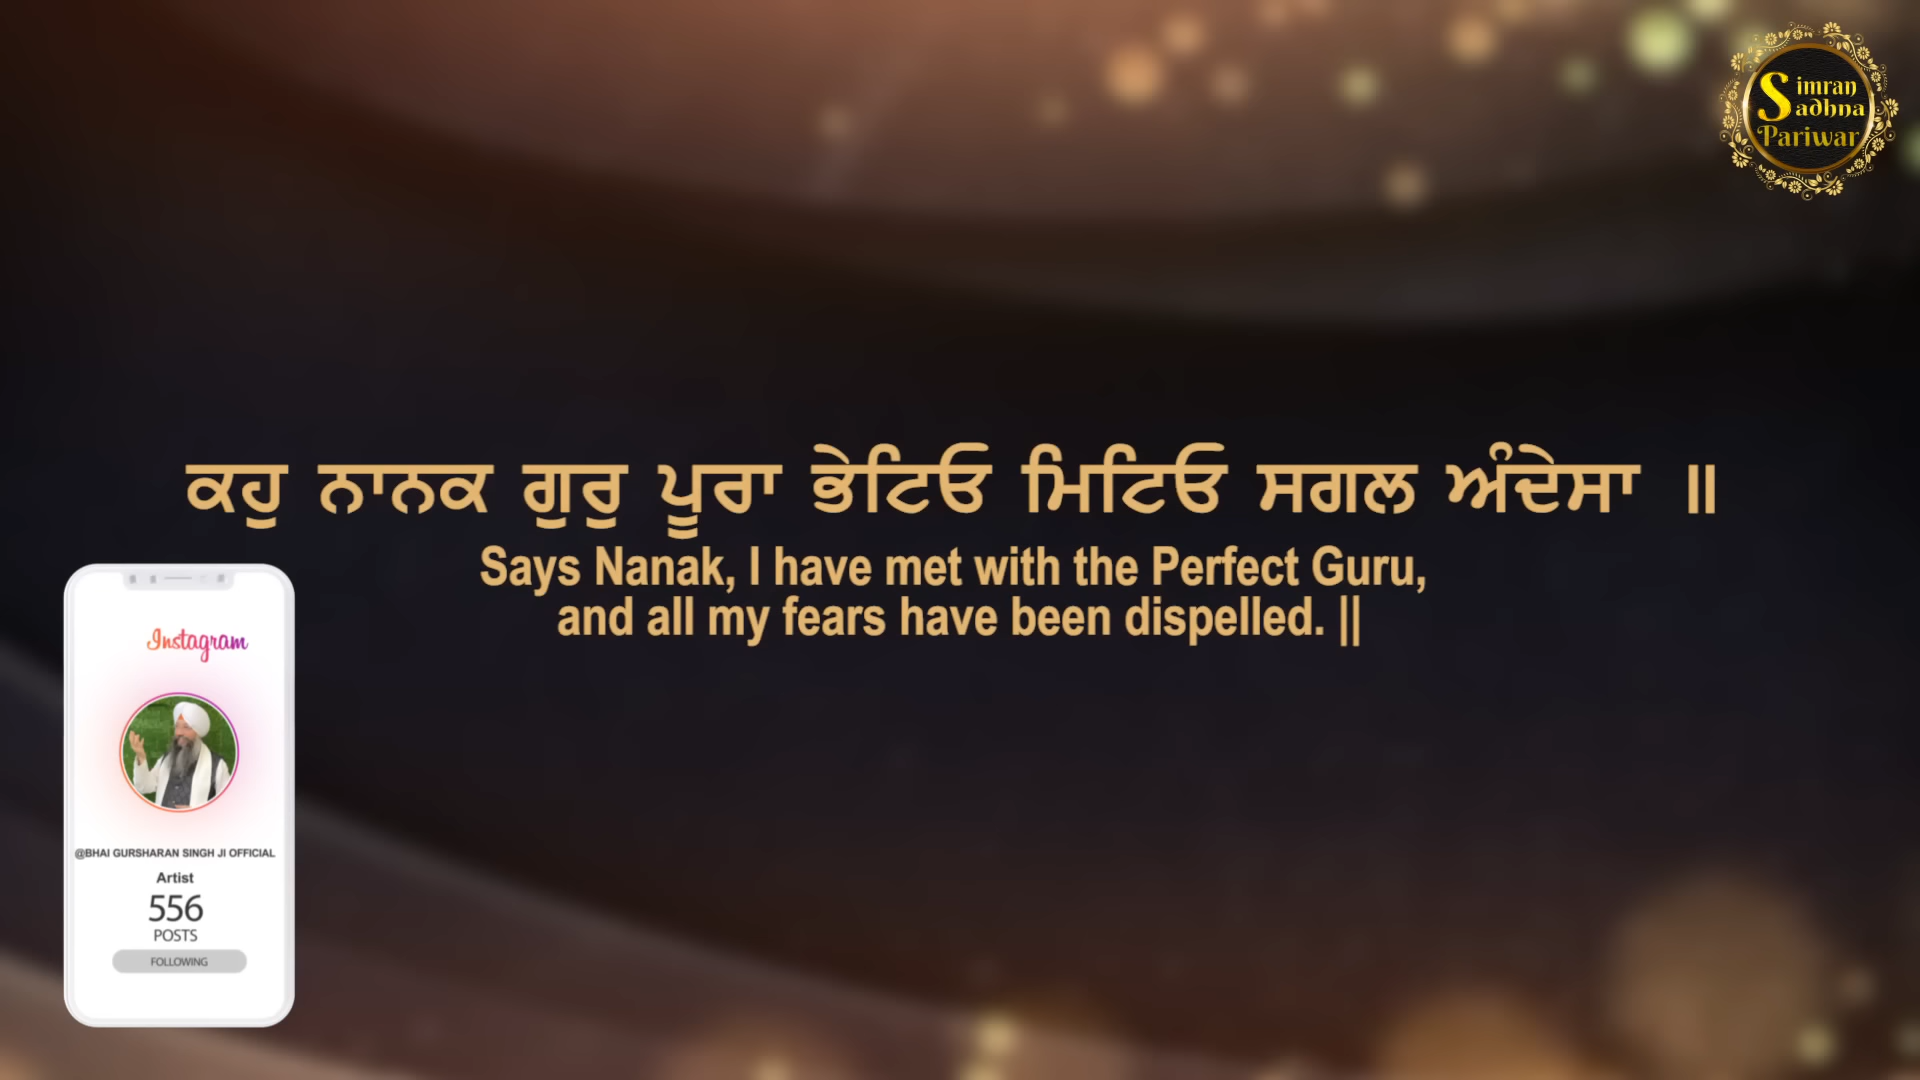 Simran
Sadhna
Pariwar
ਕਹੁ ਨਾਨਕ ਗੁਰੁ ਪੂਰਾ ਭੇਟਿਓ ਮਿਟਿਓ ਸਗਲ ਅੰਦੇਸਾ ॥
Says Nanak, I have met with the Perfect Guru,
and all my fears have been dispelled. ||
Instagram
@BHAI GURSHARAN SINGH JI OFFICIAL
Artist
556
POSTS
FOLLOWING